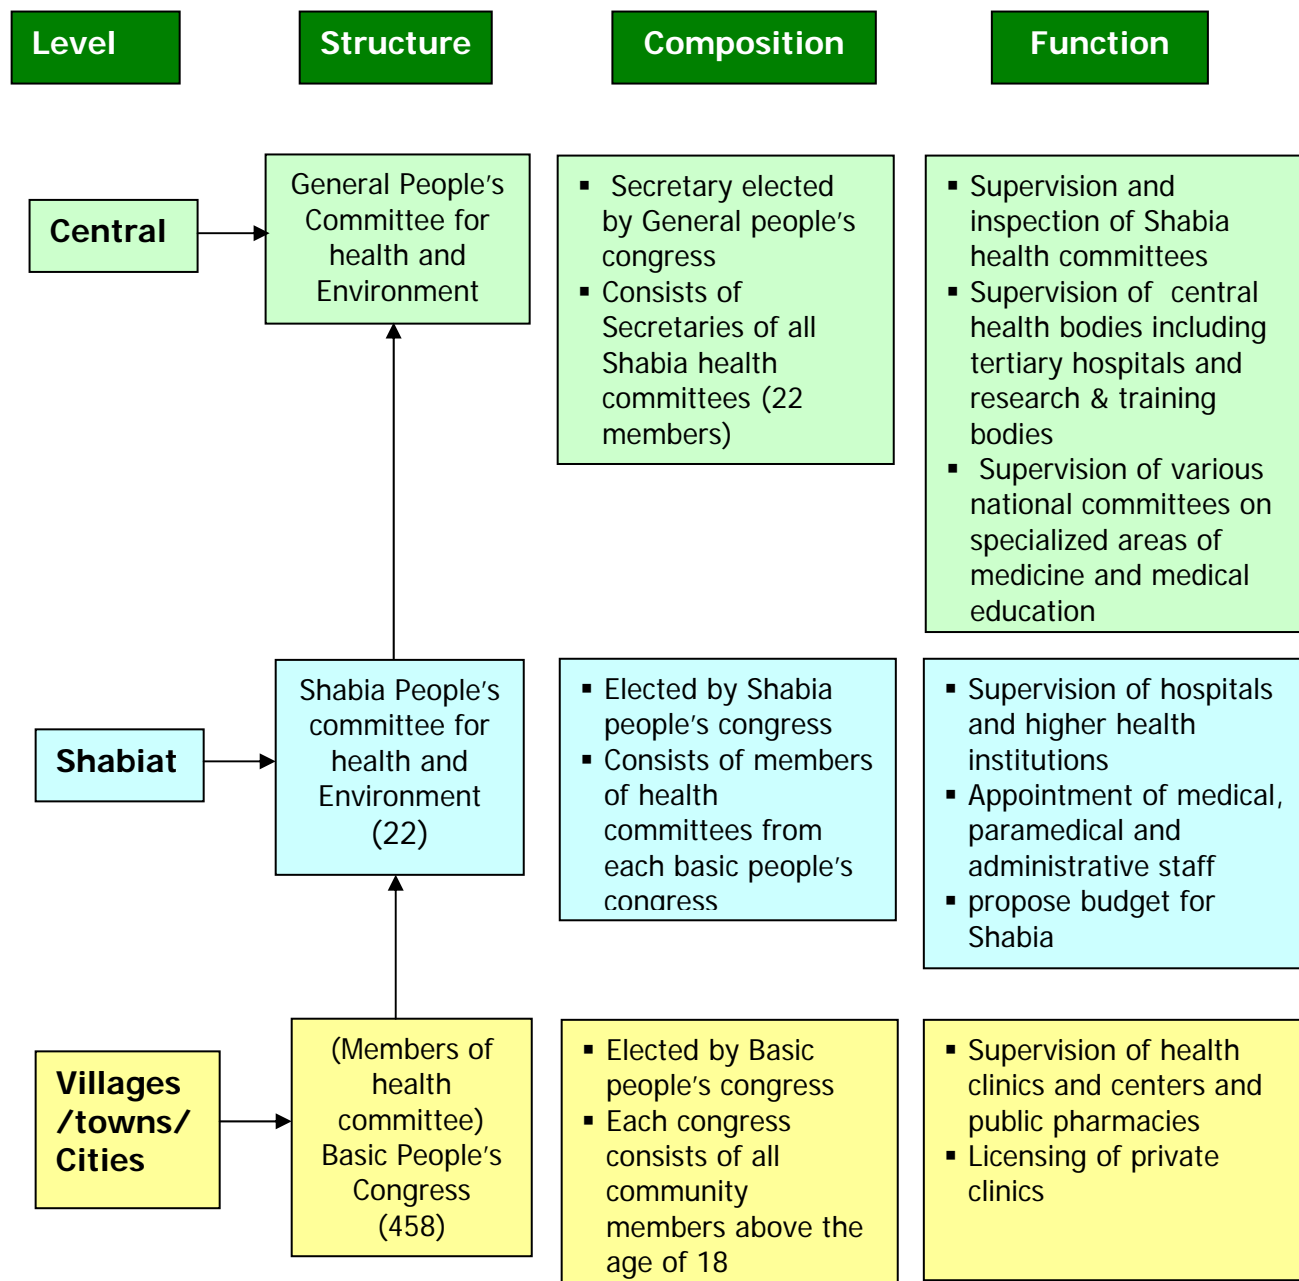 Level
Structure
Composition
Function
Central
General People's
Committee for
health and
Environment
▪ Secretary elected
by General people's
congress
▪ Consists of
Secretaries of all
Shabia health
committees (22
members)
▪ Supervision and
inspection of Shabia
health committees
▪ Supervision of central
health bodies including
tertiary hospitals and
research & training
bodies
▪ Supervision of various
national committees on
specialized areas of
medicine and medical
education
Shabiat
Shabia People's
committee for
health and
Environment
(22)
▪ Elected by Shabia
people's congress
▪ Consists of members
of health
committees from
each basic people's
congress
▪ Supervision of hospitals
and higher health
institutions
▪ Appointment of medical,
paramedical and
administrative staff
▪ propose budget for
Shabia
Villages
/towns/
Cities
(Members of
health
committee)
Basic People's
Congress
(458)
▪ Elected by Basic
people's congress
▪ Each congress
consists of all
community
members above the
age of 18
▪ Supervision of health
clinics and centers and
public pharmacies
▪ Licensing of private
clinics